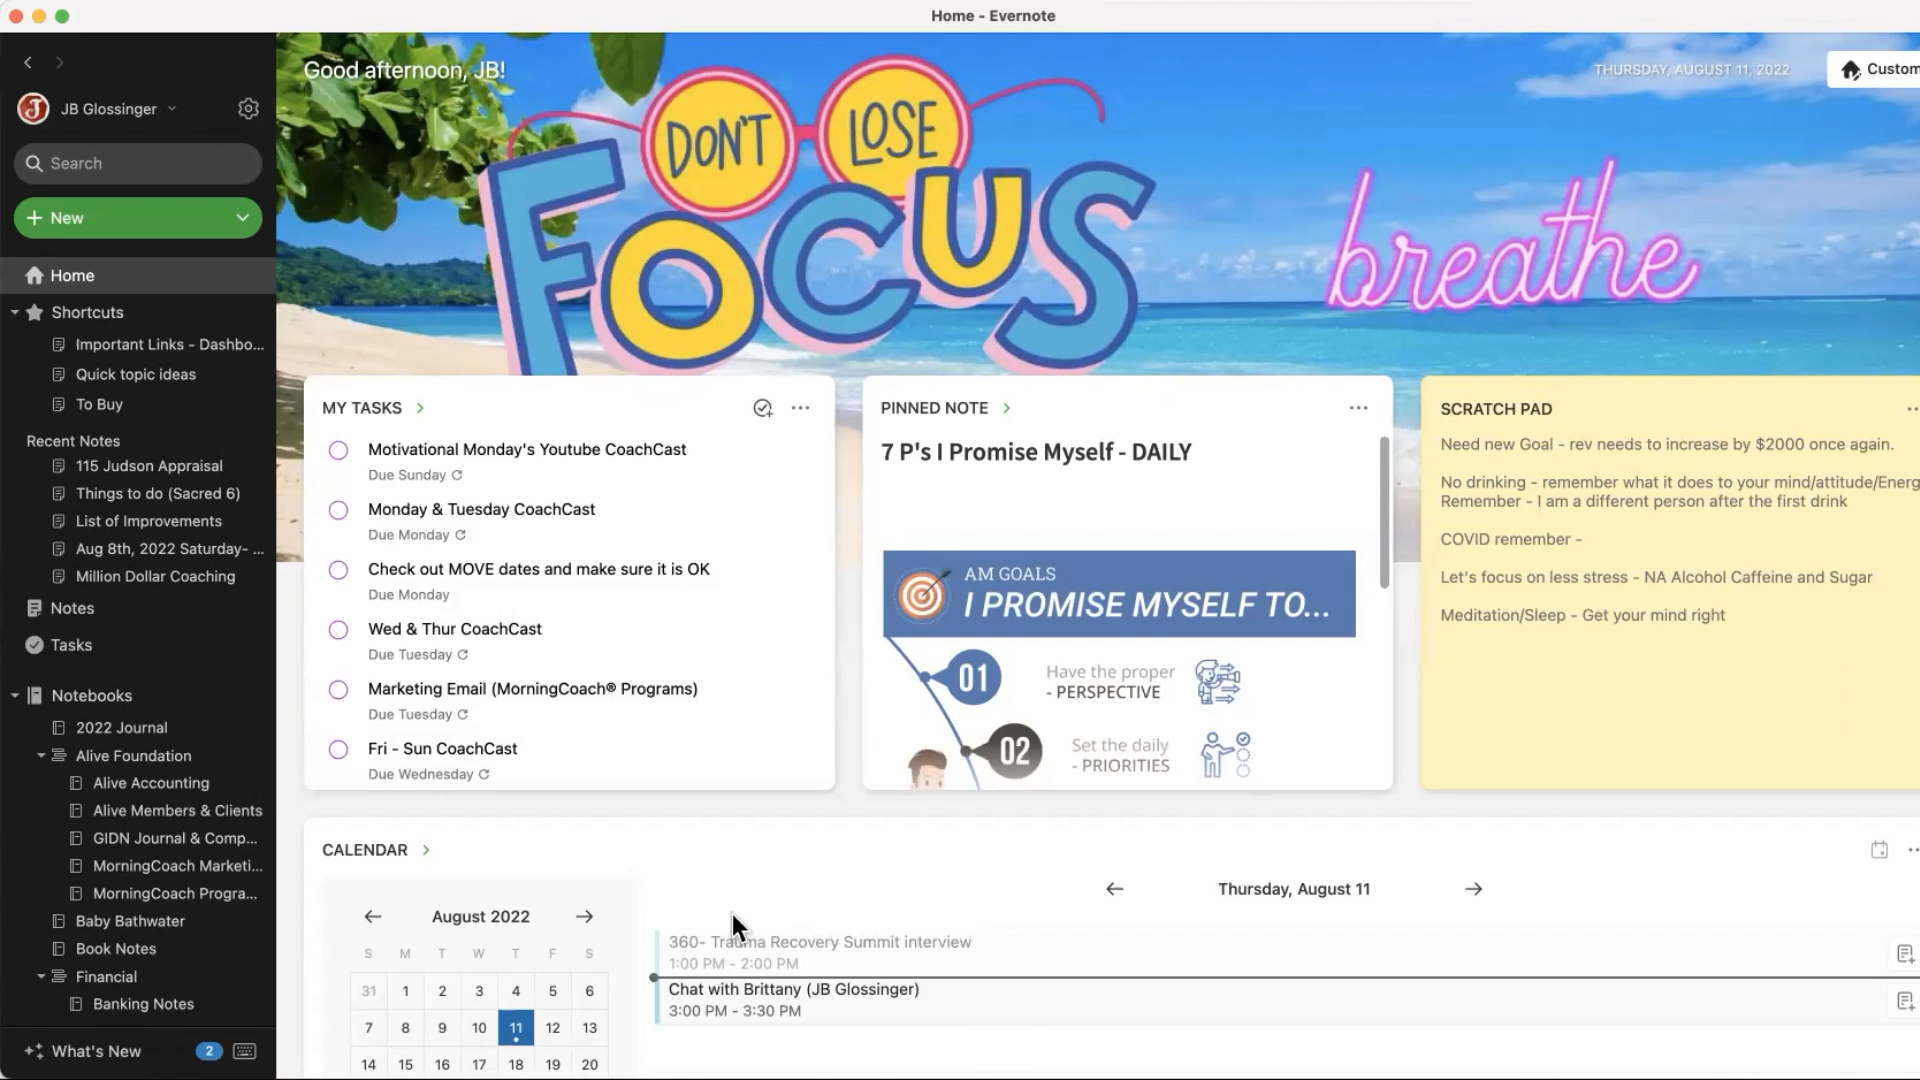 Home - Evernote
JB Glossinger
Search
New
Home
Shortcuts
Important Links - Dashbo...
Quick topic ideas
To Buy
Recent Notes
115 Judson Appraisal
Things to do (Sacred 6)
List of Improvements
Aug 8th, 2022 Saturday- ...
Million Dollar Coaching
Notes
Tasks
Notebooks
2022 Journal
Alive Foundation
Alive Accounting
Alive Members & Clients
GIDN Journal & Comp...
MorningCoach Marketi...
MorningCoach Progra...
Baby Bathwater
Book Notes
Financial
Banking Notes
What's New
2
Good afternoon, JB!
THURSDAY, AUGUST 11, 2022
Custom
DON'T LOSE
FOCUS
breathe
MY TASKS
Motivational Monday's Youtube CoachCast
Due Sunday
Monday & Tuesday CoachCast
Due Monday
Check out MOVE dates and make sure it is OK
Due Monday
Wed & Thur CoachCast
Due Tuesday
Marketing Email (MorningCoach® Programs)
Due Tuesday
Fri - Sun CoachCast
Due Wednesday
PINNED NOTE
7 P's I Promise Myself - DAILY
AM GOALS
I PROMISE MYSELF TO...
01
Have the proper
- PERSPECTIVE
02
Set the daily
- PRIORITIES
SCRATCH PAD
Need new Goal - rev needs to increase by $2000 once again.
No drinking - remember what it does to your mind/attitude/Energ
Remember - I am a different person after the first drink
COVID remember -
Let's focus on less stress - NA Alcohol Caffeine and Sugar
Meditation/Sleep - Get your mind right
CALENDAR
August 2022
S M T W T F S
31 1 2 3 4 5 6
7 8 9 10 11 12 13
14 15 16 17 18 19 20
Thursday, August 11
360- Trauma Recovery Summit interview
1:00 PM - 2:00 PM
Chat with Brittany (JB Glossinger)
3:00 PM - 3:30 PM